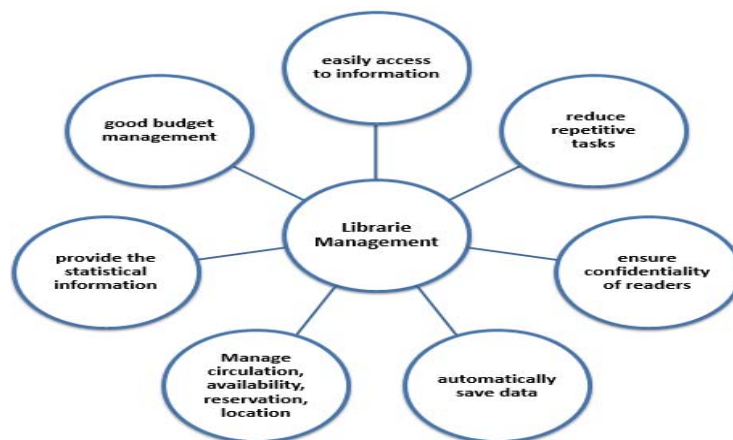 easily access
to information
good budget
management
reduce
repetitive
tasks
Librarie
Management
provide the
statistical
information
ensure
confidentiality
of readers
Manage
circulation,
availability,
reservation,
location
automatically
save data